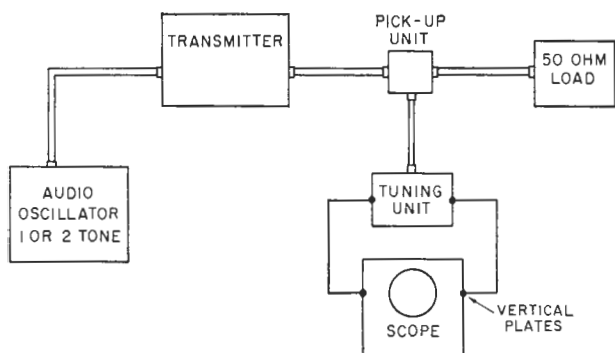 TRANSMITTER
PICK-UP
UNIT
50 OHM
LOAD
AUDIO
OSCILLATOR
1 OR 2 TONE
TUNING
UNIT
SCOPE
VERTICAL
PLATES